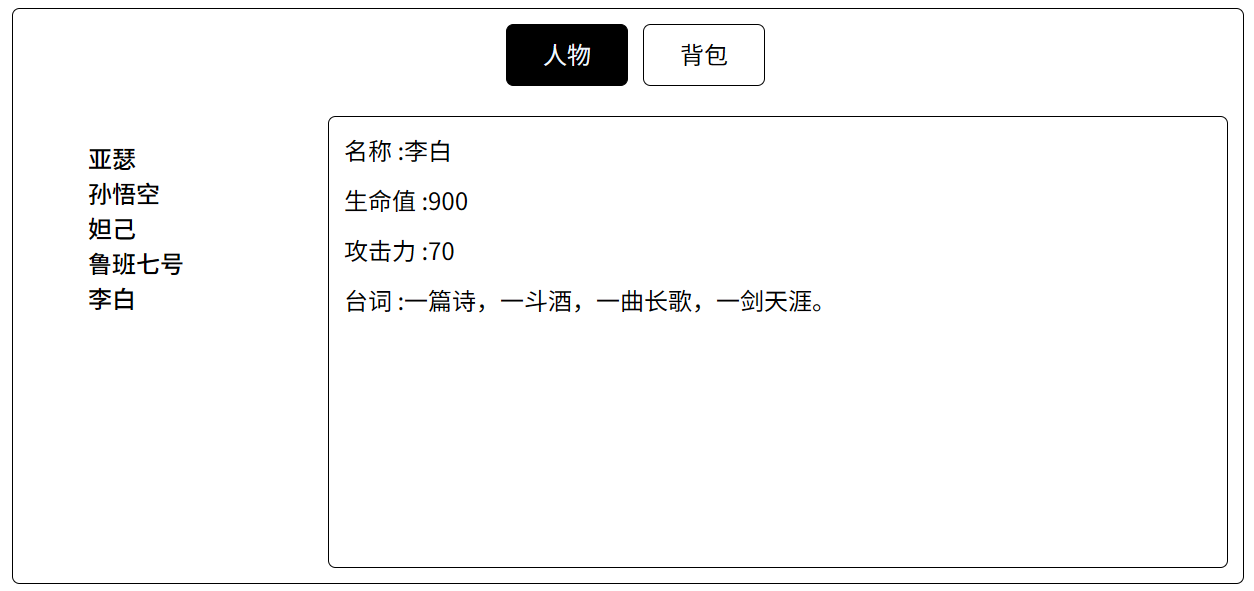 人物
背包
亚瑟
孙悟空
妲己
鲁班七号
李白
名称 :李白
生命值 :900
攻击力 :70
台词 :一篇诗，一斗酒，一曲长歌，一剑天涯。